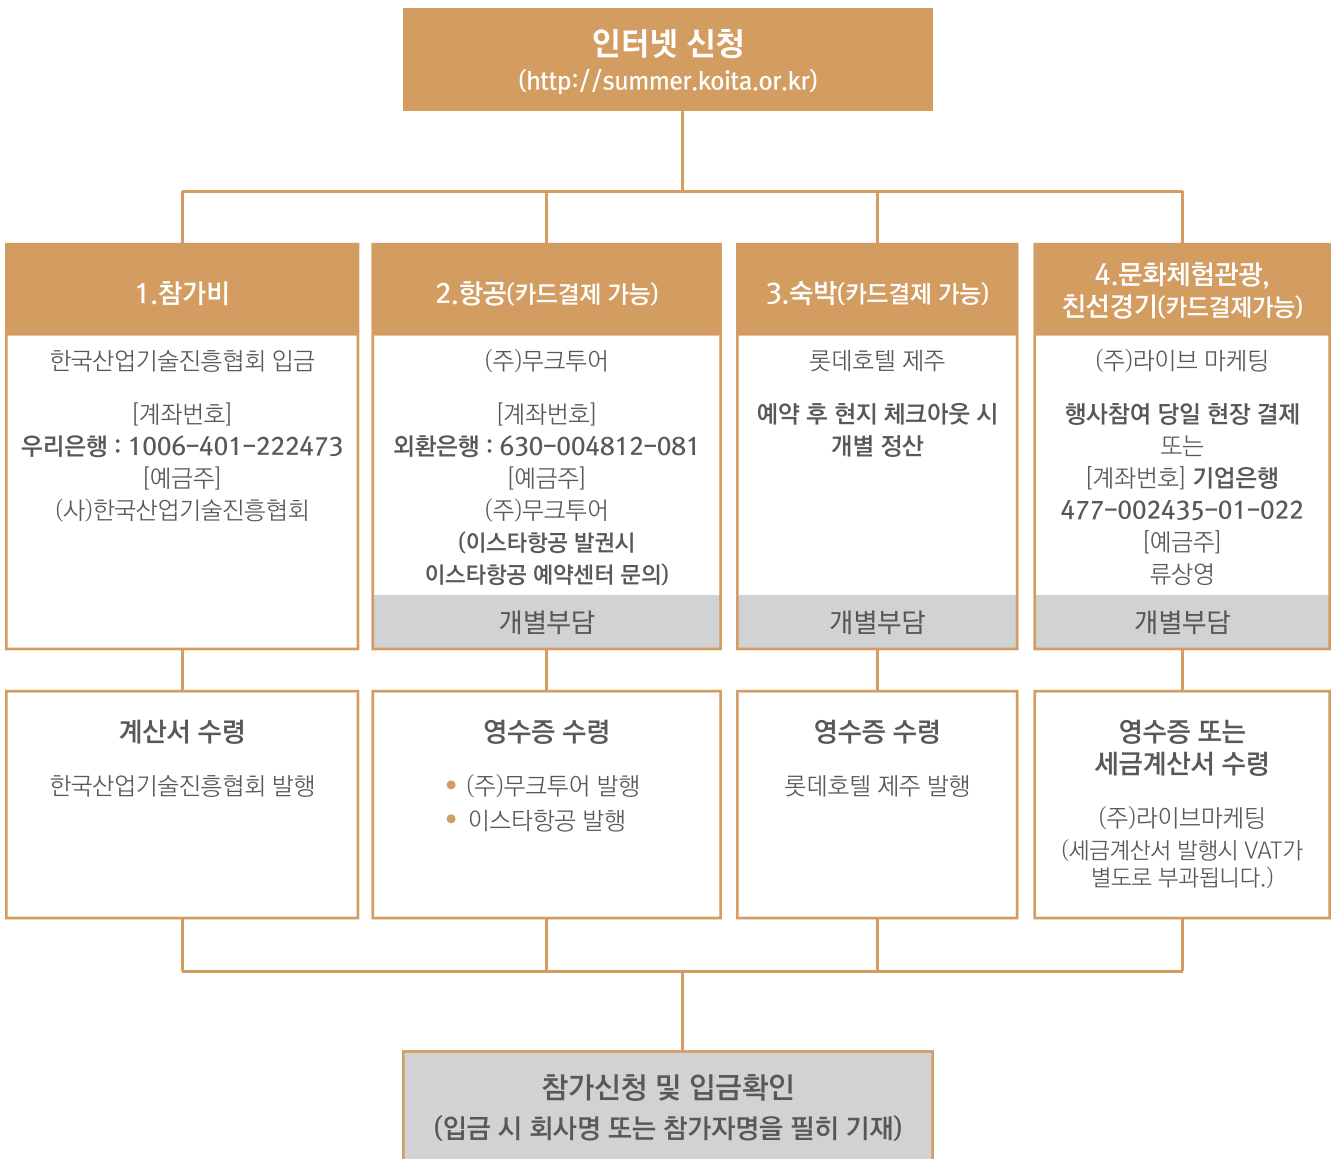 인터넷 신청
(http://summer.koita.or.kr)
1.참가비
한국산업기술진흥협회 입금
[계좌번호]
우리은행 : 1006-401-222473
[예금주]
(사)한국산업기술진흥협회
2.항공(카드결제 가능)
(주)무크투어
[계좌번호]
외환은행 : 630-004812-081
[예금주]
(주)무크투어
(이스타항공 발권시
이스타항공 예약센터 문의)
개별부담
3.숙박(카드결제 가능)
롯데호텔 제주
예약 후 현지 체크아웃 시
개별 정산
개별부담
4.문화체험관광,
친선경기(카드결제가능)
(주)라이브 마케팅
행사참여 당일 현장 결제
또는
[계좌번호] 기업은행
477-002435-01-022
[예금주]
류상영
개별부담
계산서 수령
한국산업기술진흥협회 발행
영수증 수령
• (주)무크투어 발행
• 이스타항공 발행
영수증 수령
롯데호텔 제주 발행
영수증 또는
세금계산서 수령
(주)라이브마케팅
(세금계산서 발행시 VAT가
별도로 부과됩니다.)
참가신청 및 입금확인
(입금 시 회사명 또는 참가자명을 필히 기재)